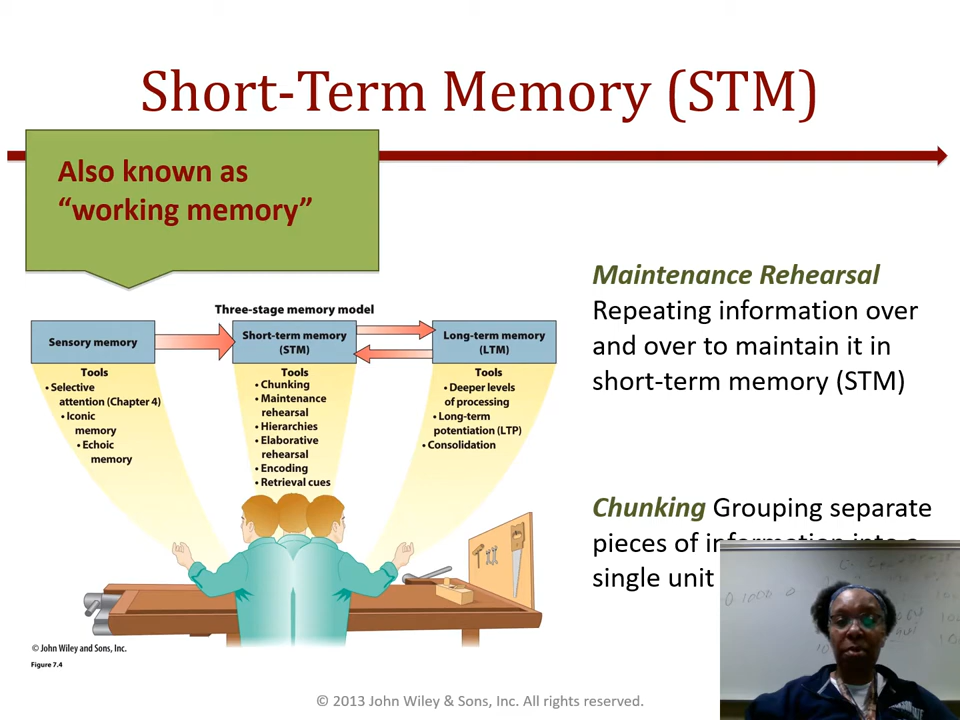 Short-Term Memory (STM)
Also known as
“working memory”
Maintenance Rehearsal
Repeating information over
and over to maintain it in
short-term memory (STM)
Chunking Grouping separate
pieces of information into a
single unit
Three-stage memory model
Sensory memory
Short-term memory
(STM)
Long-term memory
(LTM)
Tools
• Selective
attention (Chapter 4)
• Iconic
memory
• Echoic
memory
Tools
• Chunking
• Maintenance
rehearsal
• Hierarchies
• Elaborative
rehearsal
• Encoding
• Retrieval cues
Tools
• Deeper levels
of processing
• Long-term
potentiation (LTP)
• Consolidation
© John Wiley and Sons, Inc.
Figure 7.4
© 2013 John Wiley & Sons, Inc. All rights reserved.